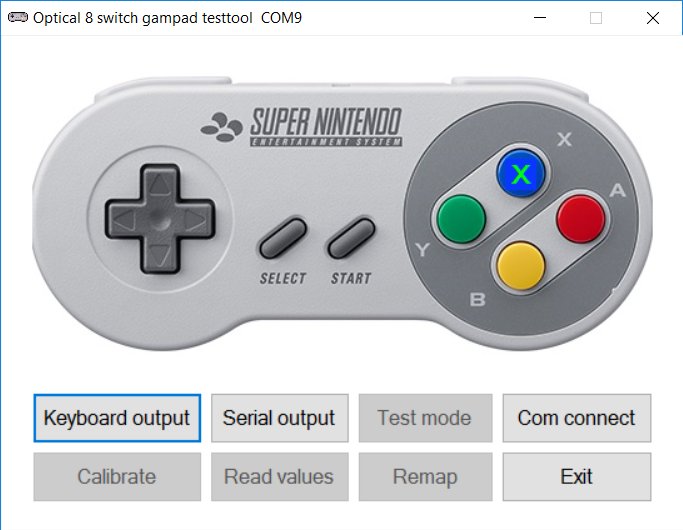 Optical 8 switch gampad testtool COM9
SUPER NINTENDO
ENTERTAINMENT SYSTEM
X
X
A
Y
B
SELECT START
Keyboard output Serial output Test mode Com connect
Calibrate Read values Remap Exit